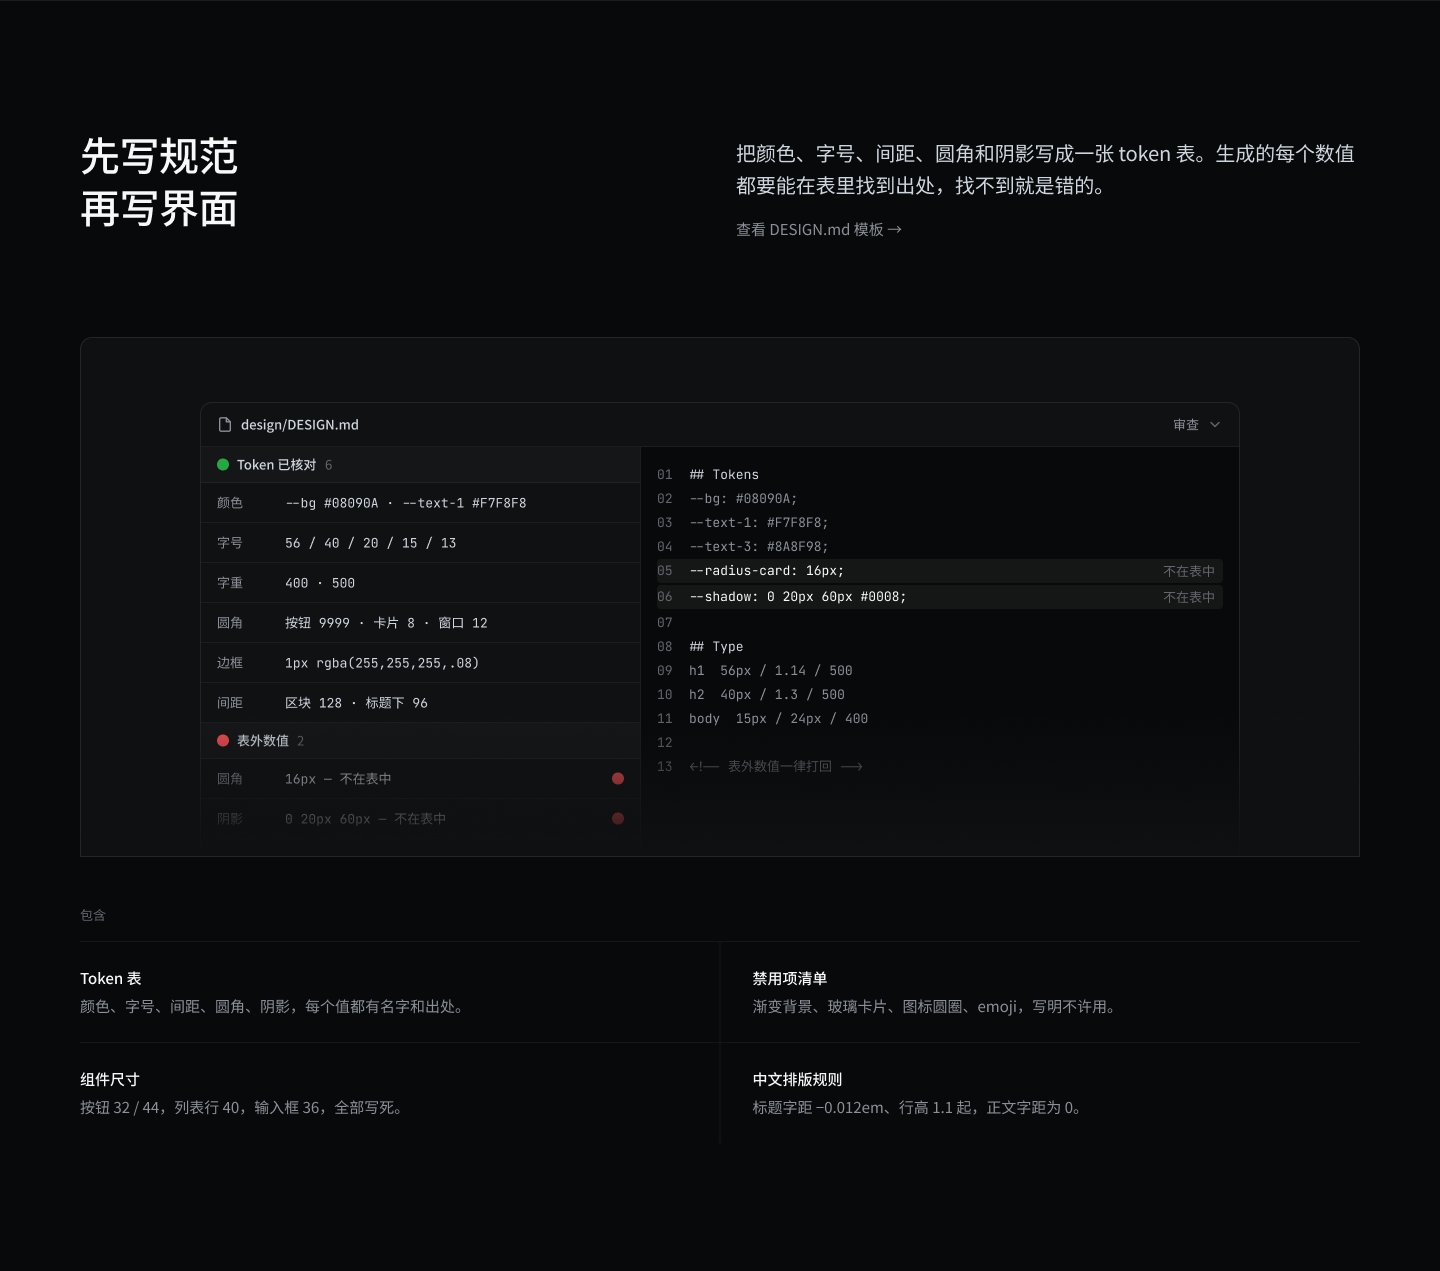 先写规范
再写界面
把颜色、字号、间距、圆角和阴影写成一张 token 表。生成的每个数值
都要能在表里找到出处，找不到就是错的。
查看 DESIGN.md 模板 →
design/DESIGN.md
审查
Token 已核对 6
颜色 --bg #08090A · --text-1 #F7F8F8
字号 56 / 40 / 20 / 15 / 13
字重 400 · 500
圆角 按钮 9999 · 卡片 8 · 窗口 12
边框 1px rgba(255,255,255,.08)
间距 区块 128 · 标题下 96
表外数值 2
圆角 16px — 不在表中
阴影 0 20px 60px — 不在表中
01 ## Tokens
02 --bg: #08090A;
03 --text-1: #F7F8F8;
04 --text-3: #8A8F98;
05 --radius-card: 16px; 不在表中
06 --shadow: 0 20px 60px #0008; 不在表中
07
08 ## Type
09 h1 56px / 1.14 / 500
10 h2 40px / 1.3 / 500
11 body 15px / 24px / 400
12
13 <!-- 表外数值一律打回 -->
包含
Token 表
颜色、字号、间距、圆角、阴影，每个值都有名字和出处。
禁用项清单
渐变背景、玻璃卡片、图标圆圈、emoji，写明不许用。
组件尺寸
按钮 32 / 44，列表行 40，输入框 36，全部写死。
中文排版规则
标题字距 −0.012em、行高 1.1 起，正文字距为 0。